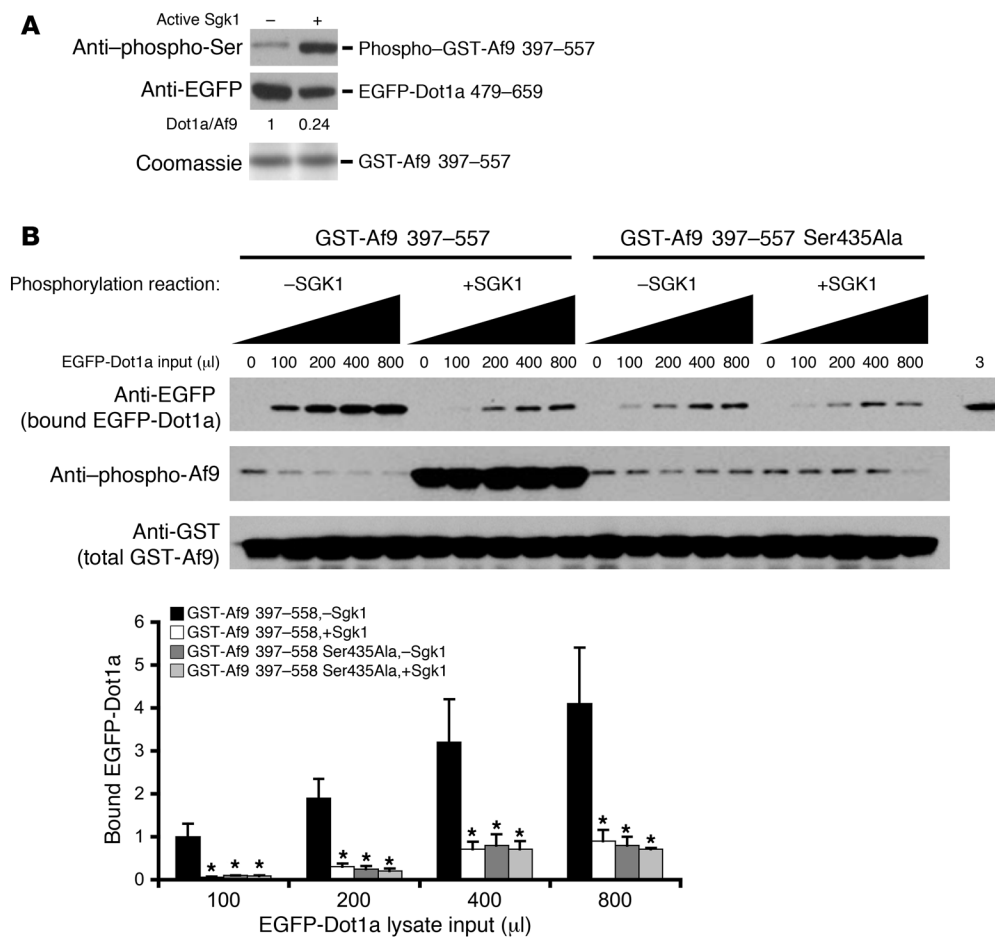 A
Active Sgk1 – +
Anti–phospho-Ser
Phospho–GST-Af9 397–557
Anti-EGFP
EGFP-Dot1a 479–659
Dot1a/Af9 1 0.24
Coomassie
GST-Af9 397–557
B
GST-Af9 397–557
GST-Af9 397–557 Ser435Ala
Phosphorylation reaction:
–SGK1 +SGK1 –SGK1 +SGK1
EGFP-Dot1a input (µl) 0 100 200 400 800 0 100 200 400 800 0 100 200 400 800 0 100 200 400 800 3
Anti-EGFP
(bound EGFP-Dot1a)
Anti–phospho-Af9
Anti-GST
(total GST-Af9)
GST-Af9 397–558,–Sgk1
GST-Af9 397–558,+Sgk1
GST-Af9 397–558 Ser435Ala,–Sgk1
GST-Af9 397–558 Ser435Ala,+Sgk1
Bound EGFP-Dot1a
6
5
4
3
2
1
0
* * *
* * *
* * *
* * *
100 200 400 800
EGFP-Dot1a lysate input (µl)